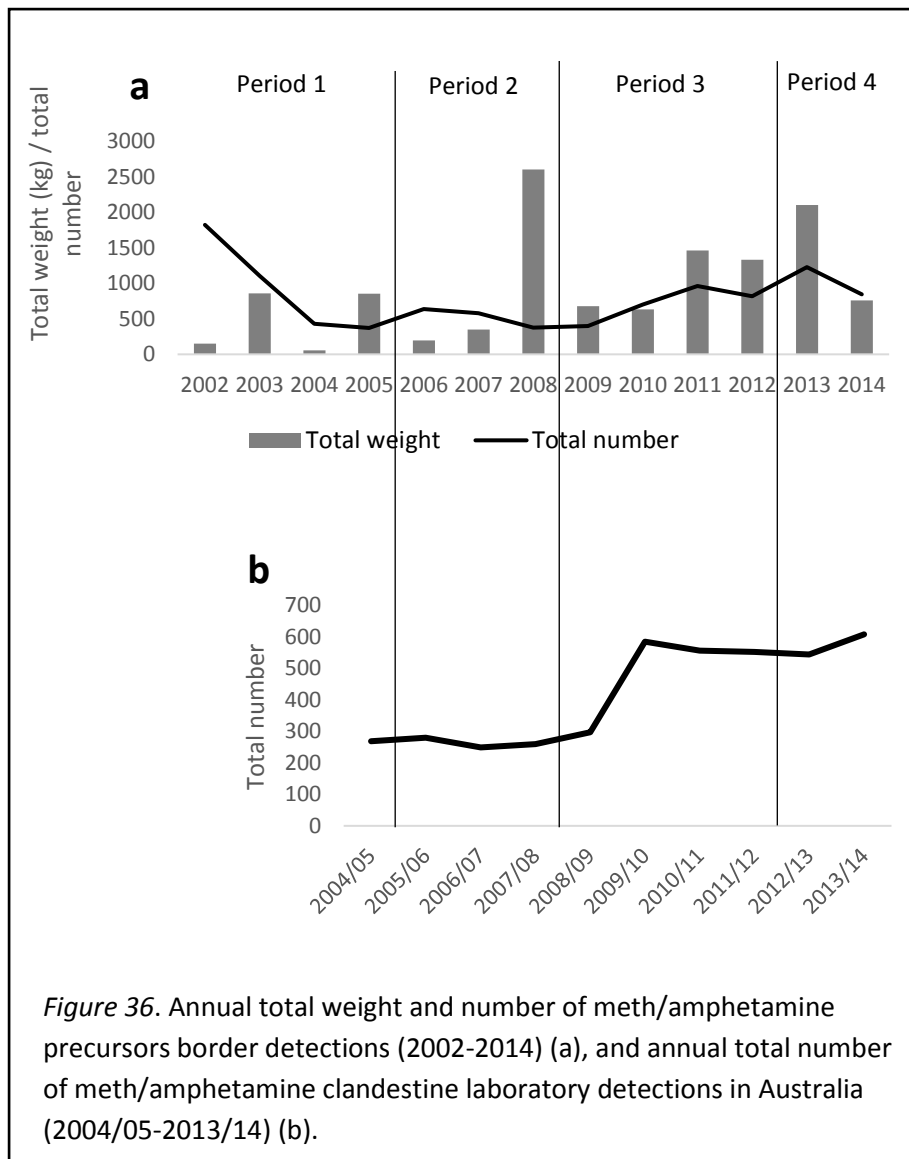 a
Period 1 Period 2 Period 3 Period 4
Total weight (kg) / total
number
3000
2500
2000
1500
1000
500
0
2002 2003 2004 2005 2006 2007 2008 2009 2010 2011 2012 2013 2014
Total weight Total number
b
Total number
700
600
500
400
300
200
100
0
2004/05 2005/06 2006/07 2007/08 2008/09 2009/10 2010/11 2011/12 2012/13 2013/14
Figure 36. Annual total weight and number of meth/amphetamine
precursors border detections (2002-2014) (a), and annual total number
of meth/amphetamine clandestine laboratory detections in Australia
(2004/05-2013/14) (b).